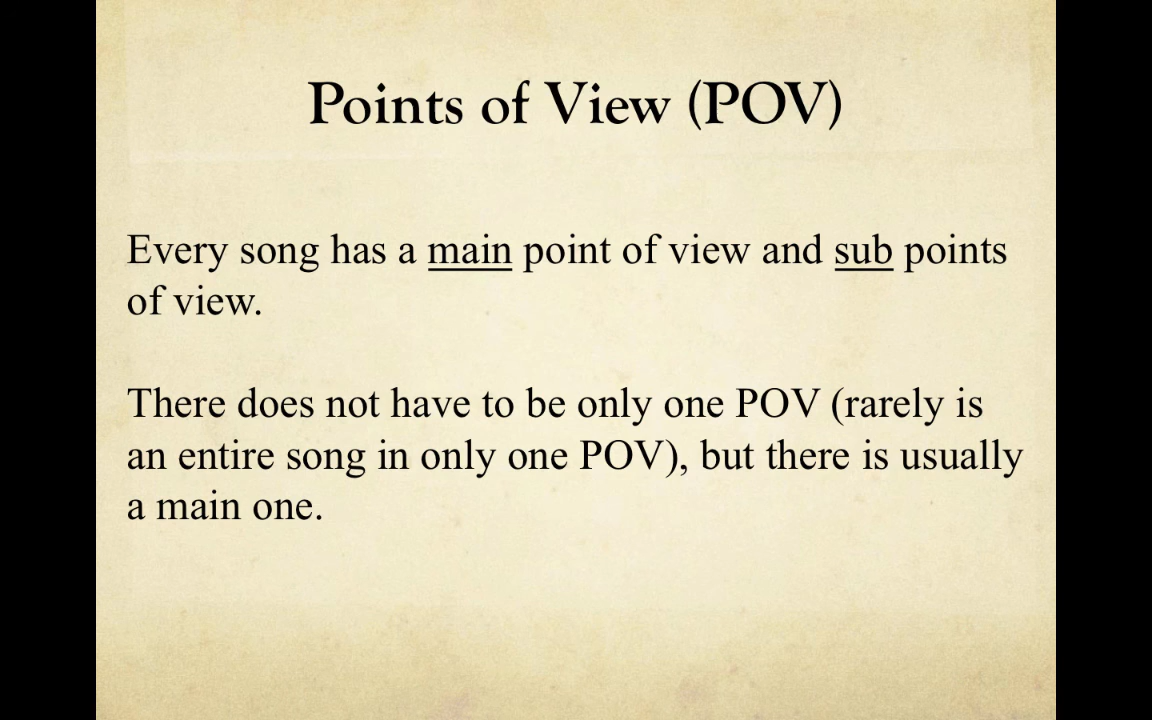 Points of View (POV)
Every song has a main point of view and sub points
of view.
There does not have to be only one POV (rarely is
an entire song in only one POV), but there is usually
a main one.